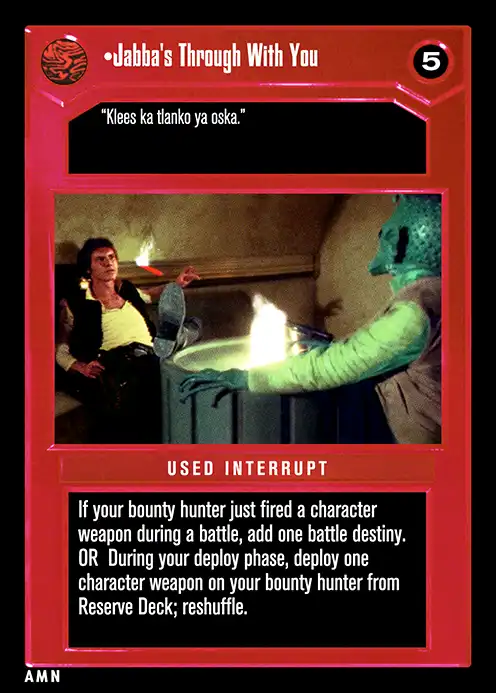 •Jabba's Through With You
5
“Klees ka tlanko ya oska.”
USED INTERRUPT
If your bounty hunter just fired a character
weapon during a battle, add one battle destiny.
OR During your deploy phase, deploy one
character weapon on your bounty hunter from
Reserve Deck; reshuffle.
AMN